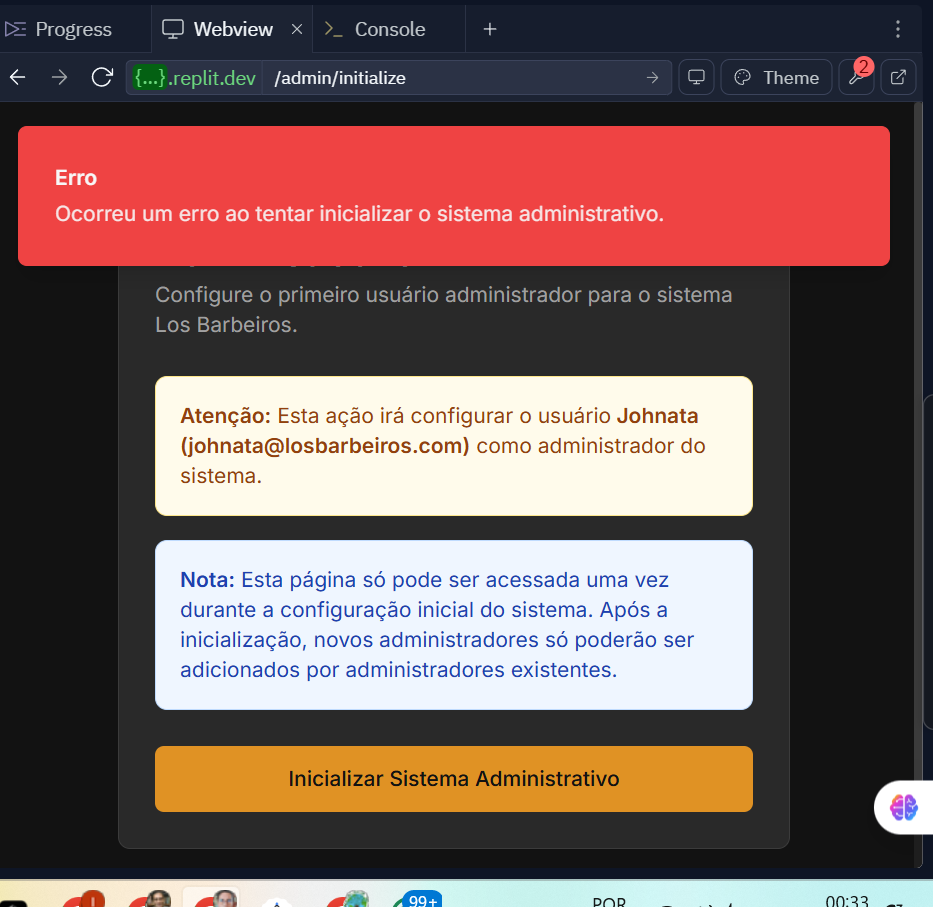 Progress
Webview
Console
{...}.replit.dev
/admin/initialize
Theme
2
Erro
Ocorreu um erro ao tentar inicializar o sistema administrativo.
Configure o primeiro usuário administrador para o sistema
Los Barbeiros.
Atenção: Esta ação irá configurar o usuário Johnata
(johnata@losbarbeiros.com) como administrador do
sistema.
Nota: Esta página só pode ser acessada uma vez
durante a configuração inicial do sistema. Após a
inicialização, novos administradores só poderão ser
adicionados por administradores existentes.
Inicializar Sistema Administrativo
99+
POR
00:33